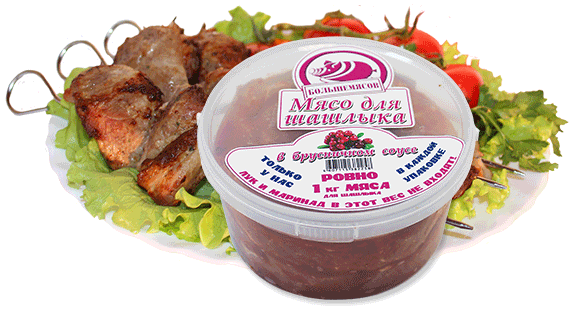 БОЛЬШЕМЯСОВ
Мясо для
шашлыка
в брусничном соусе
ТОЛЬКО
У НАС
РОВНО
1 КГ МЯСА
ДЛЯ ШАШЛЫКА
В КАЖДОЙ
УПАКОВКЕ
ЛУК И МАРИНАД В ЭТОТ ВЕС НЕ ВХОДИТ!